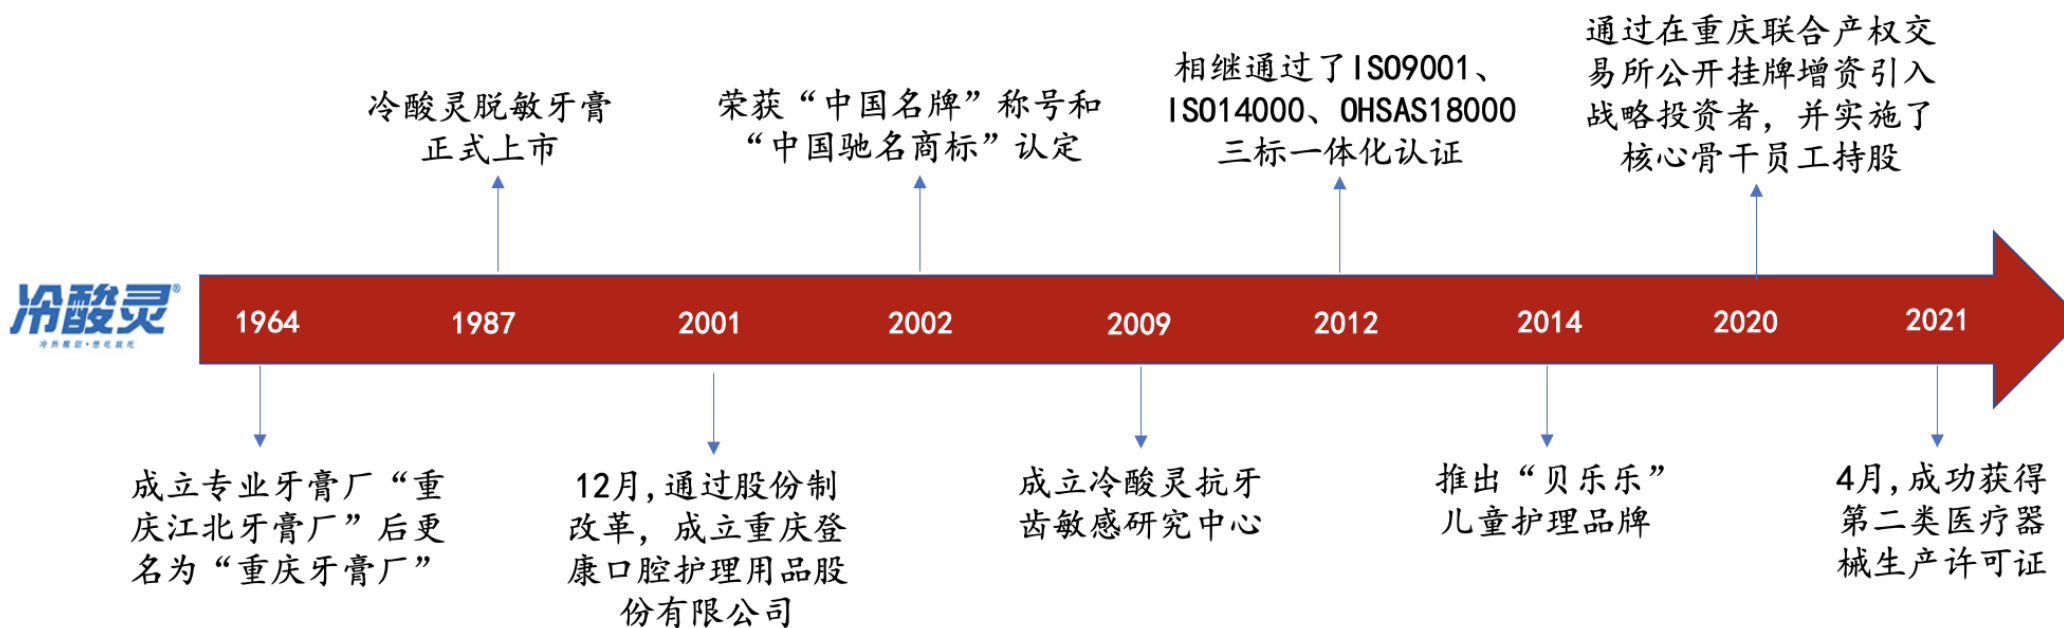 通过在重庆联合产权交
易所公开挂牌增资引入
战略投资者，并实施了
核心骨干员工持股
相继通过了ISO9001、
ISO14000、OHSAS18000
三标一体化认证
冷酸灵脱敏牙膏
正式上市
荣获“中国名牌”称号和
“中国驰名商标”认定
冷酸灵®
冷热酸甜·想吃就吃
1964
1987
2001
2002
2009
2012
2014
2020
2021
成立专业牙膏厂“重
庆江北牙膏厂”后更
名为“重庆牙膏厂”
12月,通过股份制
改革，成立重庆登
康口腔护理用品股
份有限公司
成立冷酸灵抗牙
齿敏感研究中心
推出“贝乐乐”
儿童护理品牌
4月,成功获得
第二类医疗器
械生产许可证